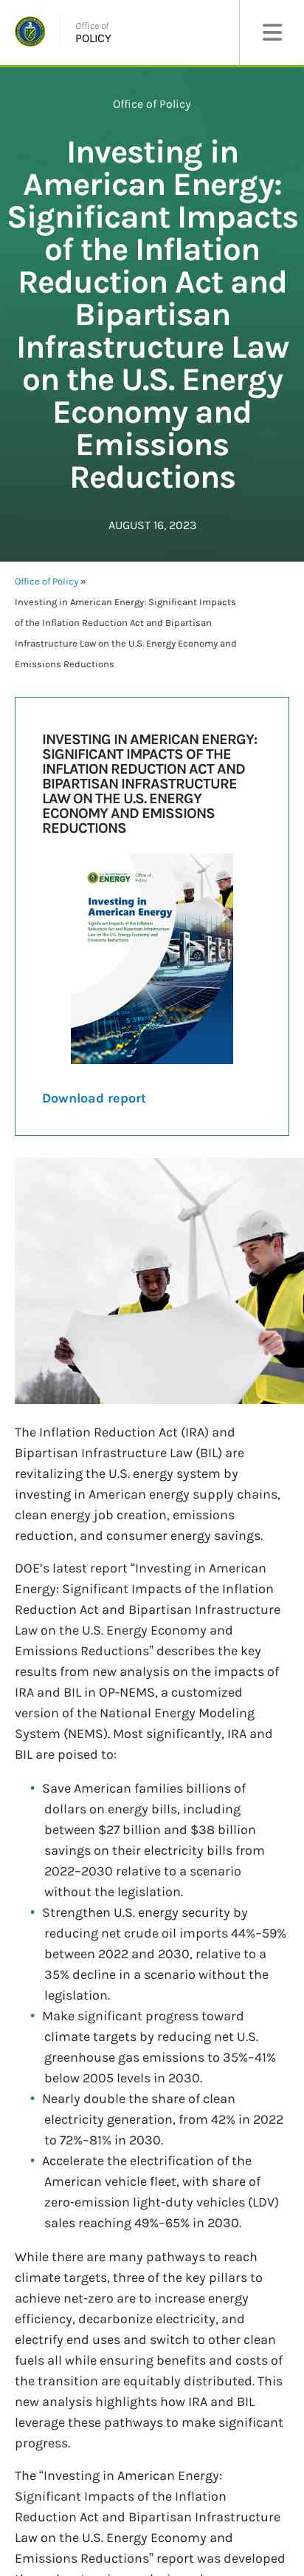 Office of
POLICY
Office of Policy
Investing in
American Energy:
Significant Impacts
of the Inflation
Reduction Act and
Bipartisan
Infrastructure Law
on the U.S. Energy
Economy and
Emissions
Reductions
AUGUST 16, 2023
Office of Policy »
Investing in American Energy: Significant Impacts
of the Inflation Reduction Act and Bipartisan
Infrastructure Law on the U.S. Energy Economy and
Emissions Reductions
INVESTING IN AMERICAN ENERGY:
SIGNIFICANT IMPACTS OF THE
INFLATION REDUCTION ACT AND
BIPARTISAN INFRASTRUCTURE
LAW ON THE U.S. ENERGY
ECONOMY AND EMISSIONS
REDUCTIONS
ENERGY
Office of
Policy
Investing in
American Energy
Significant Impacts of the Inflation
Reduction Act and Bipartisan Infrastructure
Law on the U.S. Energy Economy and
Emissions Reductions
Download report
The Inflation Reduction Act (IRA) and
Bipartisan Infrastructure Law (BIL) are
revitalizing the U.S. energy system by
investing in American energy supply chains,
clean energy job creation, emissions
reduction, and consumer energy savings.
DOE’s latest report “Investing in American
Energy: Significant Impacts of the Inflation
Reduction Act and Bipartisan Infrastructure
Law on the U.S. Energy Economy and
Emissions Reductions” describes the key
results from new analysis on the impacts of
IRA and BIL in OP-NEMS, a customized
version of the National Energy Modeling
System (NEMS). Most significantly, IRA and
BIL are poised to:
• Save American families billions of
dollars on energy bills, including
between $27 billion and $38 billion
savings on their electricity bills from
2022–2030 relative to a scenario
without the legislation.
• Strengthen U.S. energy security by
reducing net crude oil imports 44%–59%
between 2022 and 2030, relative to a
35% decline in a scenario without the
legislation.
• Make significant progress toward
climate targets by reducing net U.S.
greenhouse gas emissions to 35%–41%
below 2005 levels in 2030.
• Nearly double the share of clean
electricity generation, from 42% in 2022
to 72%–81% in 2030.
• Accelerate the electrification of the
American vehicle fleet, with share of
zero-emission light-duty vehicles (LDV)
sales reaching 49%–65% in 2030.
While there are many pathways to reach
climate targets, three of the key pillars to
achieve net-zero are to increase energy
efficiency, decarbonize electricity, and
electrify end uses and switch to other clean
fuels all while ensuring benefits and costs of
the transition are equitably distributed. This
new analysis highlights how IRA and BIL
leverage these pathways to make significant
progress.
The “Investing in American Energy:
Significant Impacts of the Inflation
Reduction Act and Bipartisan Infrastructure
Law on the U.S. Energy Economy and
Emissions Reductions” report was developed